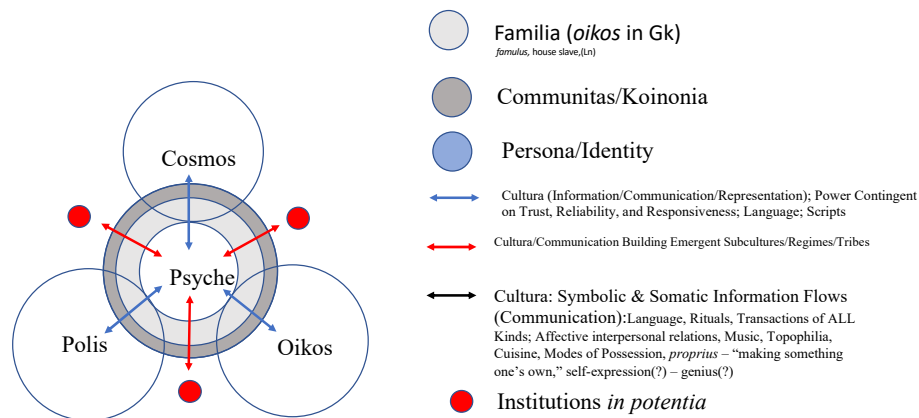 Familia (oikos in Gk)
famulus, house slave,(Ln)
Communitas/Koinonia
Persona/Identity
Cultura (Information/Communication/Representation); Power Contingent
on Trust, Reliability, and Responsiveness; Language; Scripts
Cultura/Communication Building Emergent Subcultures/Regimes/Tribes
Cultura: Symbolic & Somatic Information Flows
(Communication):Language, Rituals, Transactions of ALL
Kinds; Affective interpersonal relations, Music, Topophilia,
Cuisine, Modes of Possession, proprius – “making something
one’s own,” self-expression(?) – genius(?)
Institutions in potentia
Cosmos
Psyche
Polis
Oikos